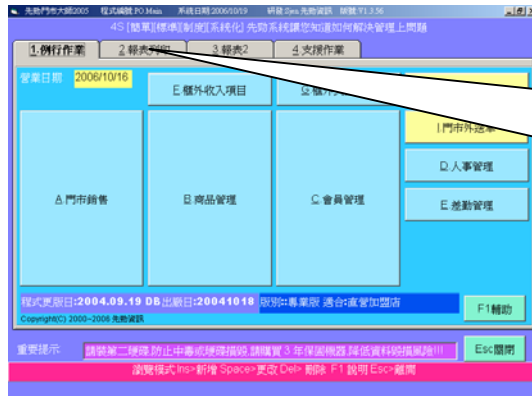 先勁門市大師2005 程式編號:PO.Main 系統日期:2006/10/19 研發:Syss 先勁資訊 版號:V1.3.56
4S [簡單][標準][制度][系統化] 先勁系統讓您知道如何解決管理上問題
1.例行作業 2.報表列印 3.報表2 4.支援作業
營業日期 2006/10/16
E.櫃外收入項目
I.門市外送單
D.人事管理
A.門市銷售 B.商品管理 C.會員管理
E.差勤管理
程式更版日:2004.09.19 DB出廠日:20041018 版別::專業版 適合:直營加盟店
Copyright(C) 2000~2006 先勁資訊
F1輔助
重要提示: 請裝第二硬碟,防止中毒或硬碟損毀,請購買 3 年保固機器,降低資料毀損風險!!!
Esc關閉
瀏覽模式 Ins>新增 Space>更改 Del> 刪除 F1 說明 Esc>離開